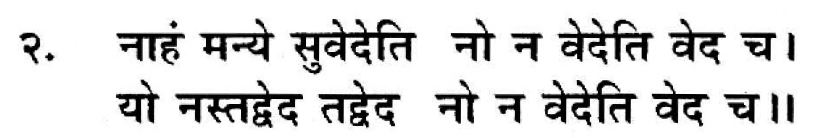 २. नाहं मन्ये सुवेदेति नो न वेदेति वेद च।
यो नस्तद्वेद तद्वेद नो न वेदेति वेद च॥